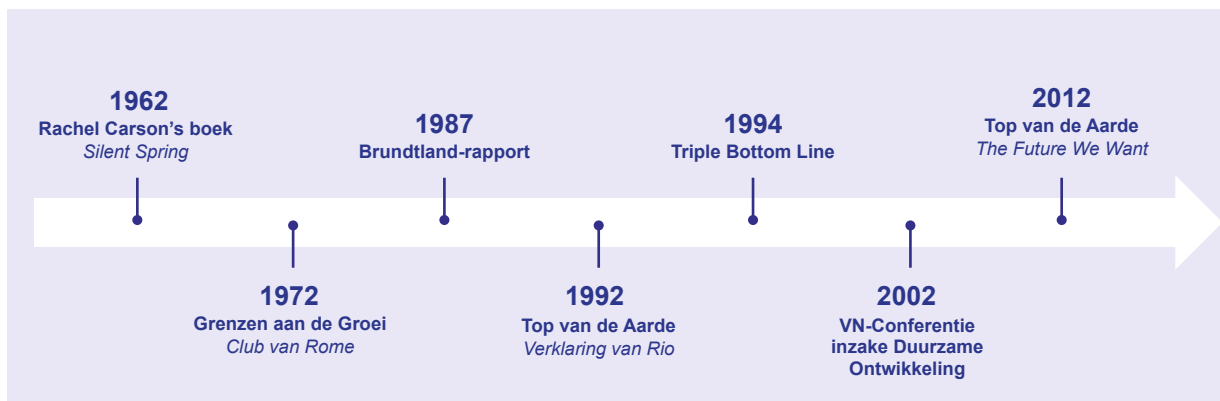 1962
Rachel Carson's boek
Silent Spring
1972
Grenzen aan de Groei
Club van Rome
1987
Brundtland-rapport
1992
Top van de Aarde
Verklaring van Rio
1994
Triple Bottom Line
2002
VN-Conferentie
inzake Duurzame
Ontwikkeling
2012
Top van de Aarde
The Future We Want